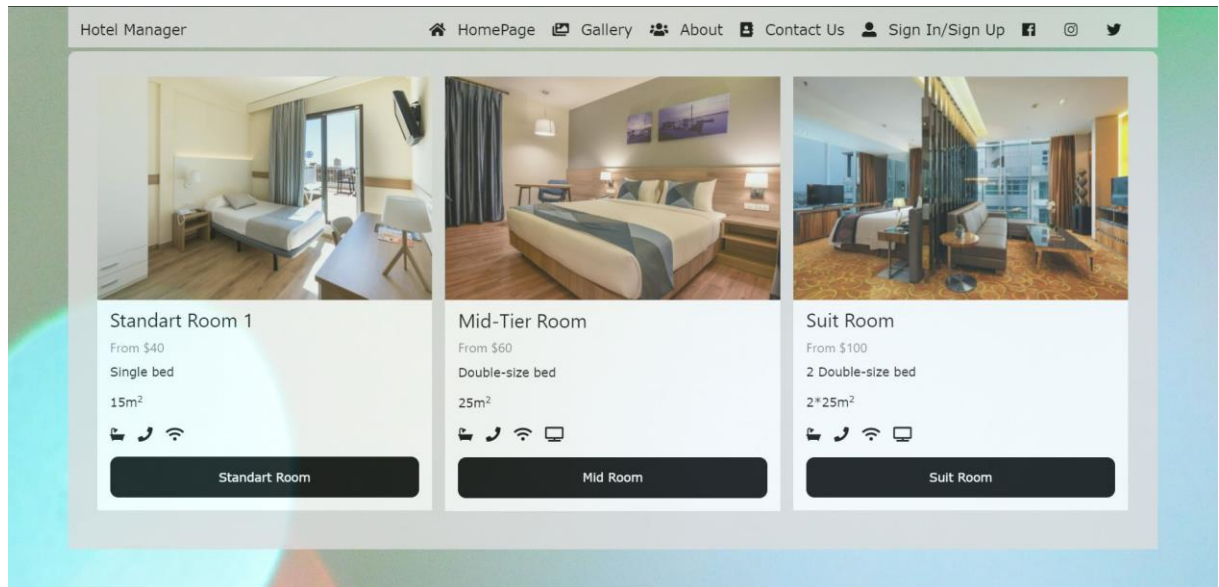 Hotel Manager
HomePage Gallery About Contact Us Sign In/Sign Up
Standart Room 1
From $40
Single bed
15m²
Standart Room
Mid-Tier Room
From $60
Double-size bed
25m²
Mid Room
Suit Room
From $100
2 Double-size bed
2*25m²
Suit Room